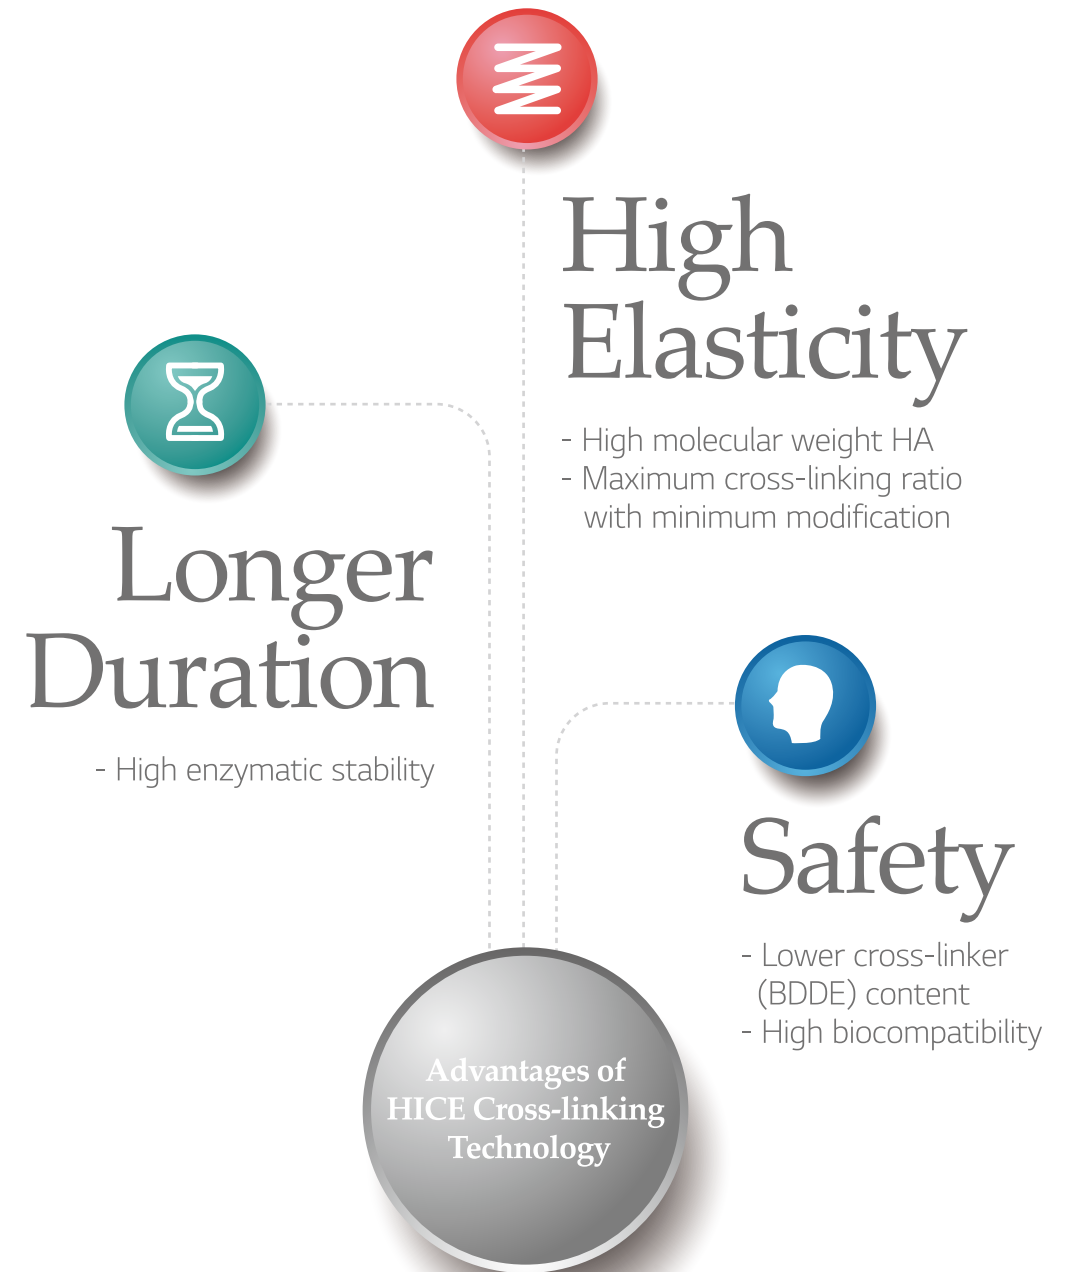 High
Elasticity
- High molecular weight HA
- Maximum cross-linking ratio
with minimum modification
Longer
Duration
- High enzymatic stability
Safety
- Lower cross-linker
(BDDE) content
- High biocompatibility
Advantages of
HICE Cross-linking
Technology